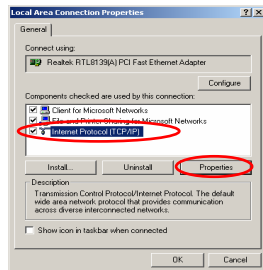 Local Area Connection Properties
General
Connect using:
Realtek RTL8139(A) PCI Fast Ethernet Adapter
Configure
Components checked are used by this connection:
Client for Microsoft Networks
File and Printer Sharing for Microsoft Networks
Internet Protocol (TCP/IP)
Install...
Uninstall
Properties
Description
Transmission Control Protocol/Internet Protocol. The default
wide area network protocol that provides communication
across diverse interconnected networks.
Show icon in taskbar when connected
OK
Cancel